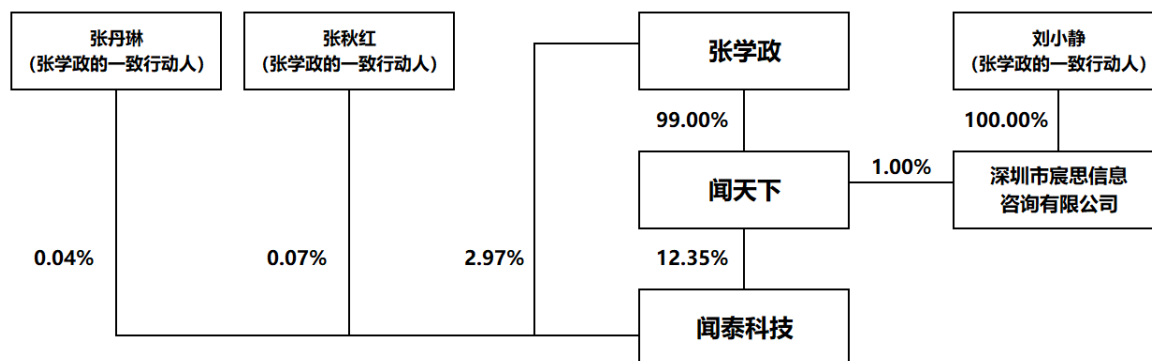 张丹琳
（张学政的一致行动人）
张秋红
（张学政的一致行动人）
张学政
刘小静
（张学政的一致行动人）
99.00%
100.00%
闻天下
1.00%
深圳市宸思信息
咨询有限公司
0.04%
0.07%
2.97%
12.35%
闻泰科技